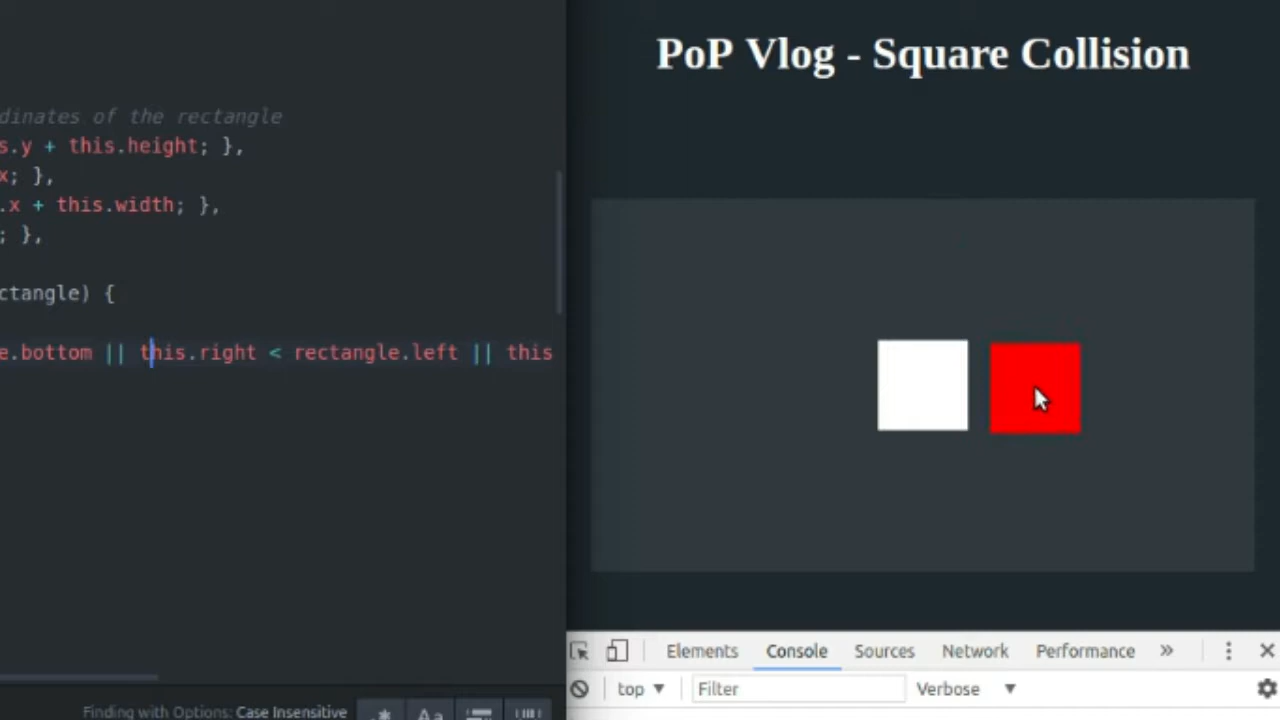 PoP Vlog - Square Collision
dinates of the rectangle
s.y + this.height; },
x; },
.x + this.width; },
; },
ctangle) {
e.bottom || this.right < rectangle.left || this
Finding with Options: Case Insensitive
.*
Aa
Elements Console Sources Network Performance »
top ▼ Filter Verbose ▼